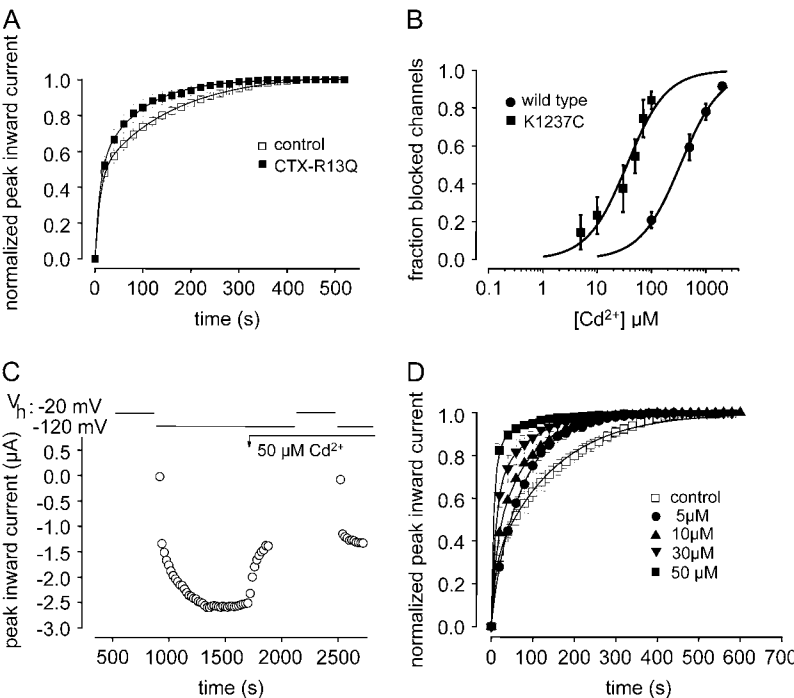 A
normalized peak inward current
1.0
0.8
0.6
0.4
0.2
0.0
control
CTX-R13Q
0 100 200 300 400 500
time (s)
B
fraction blocked channels
1.0
0.8
0.6
0.4
0.2
0.0
wild type
K1237C
0.1 1 10 100 1000
[Cd2+] µM
C
Vh: -20 mV
-120 mV
50 µM Cd2+
peak inward current (µA)
0.5
0.0
-0.5
-1.0
-1.5
-2.0
-2.5
-3.0
500 1000 1500 2000 2500
time (s)
D
normalized peak inward current
1.0
0.8
0.6
0.4
0.2
0.0
control
5µM
10µM
30µM
50 µM
0 100 200 300 400 500 600 700
time (s)